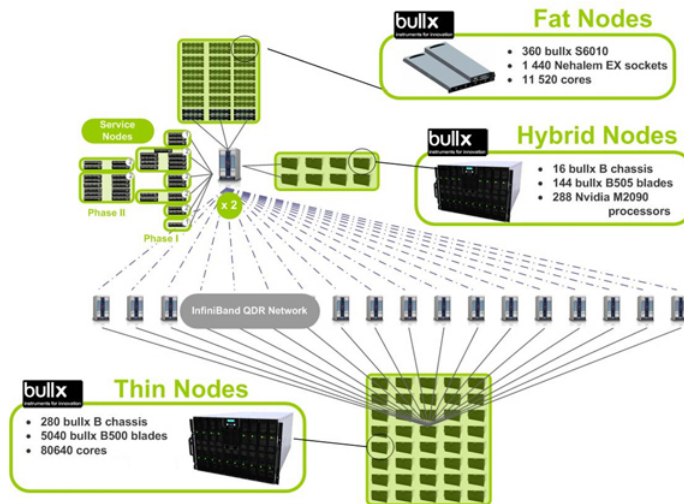 bullx
instruments for innovation
Fat Nodes
• 360 bullx S6010
• 1 440 Nehalem EX sockets
• 11 520 cores
Service
Nodes
bullx
instruments for innovation
Hybrid Nodes
• 16 bullx B chassis
• 144 bullx B505 blades
• 288 Nvidia M2090
processors
Phase II
Phase I
x 2
InfiniBand QDR Network
bullx
instruments for innovation
Thin Nodes
• 280 bullx B chassis
• 5040 bullx B500 blades
• 80640 cores